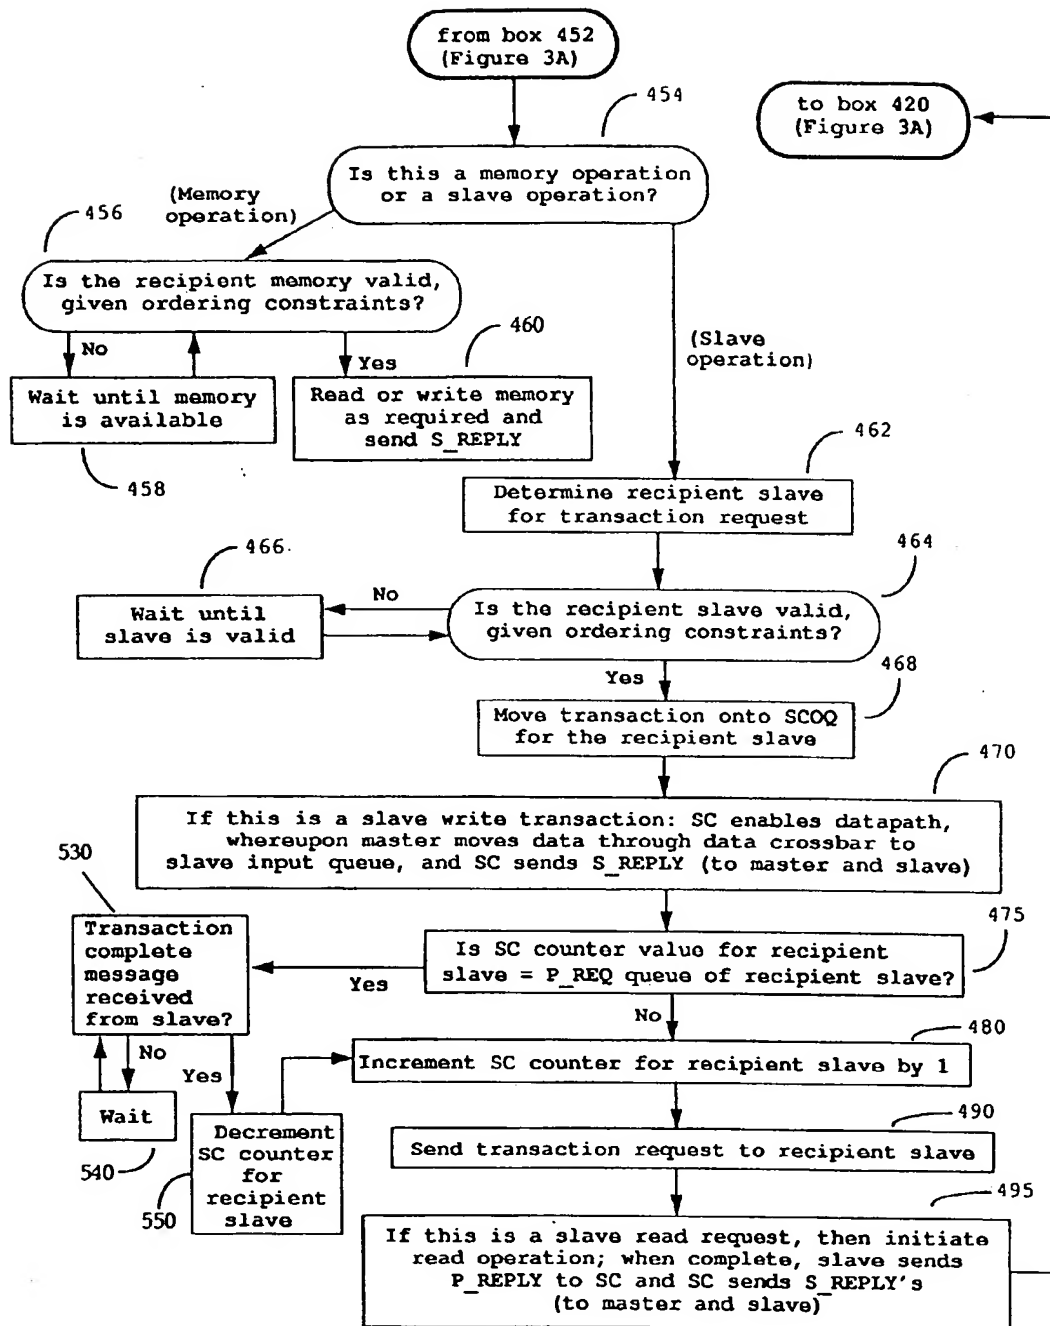 from box 452
(Figure 3A)
454
to box 420
(Figure 3A)
Is this a memory operation
or a slave operation?
(Memory
operation)
456
Is the recipient memory valid,
given ordering constraints?
460
(Slave
operation)
No
Yes
Wait until memory
is available
Read or write memory
as required and
send S_REPLY
458
462
Determine recipient slave
for transaction request
466
464
No
Wait until
slave is valid
Is the recipient slave valid,
given ordering constraints?
Yes
468
Move transaction onto SCOQ
for the recipient slave
470
If this is a slave write transaction: SC enables datapath,
whereupon master moves data through data crossbar to
slave input queue, and SC sends S_REPLY (to master and slave)
530
475
Transaction
complete
message
received
from slave?
Is SC counter value for recipient
slave = P_REQ queue of recipient slave?
Yes
No
480
No
Yes
Increment SC counter for recipient slave by 1
Wait
540
490
Decrement
SC counter
for
recipient
slave
550
Send transaction request to recipient slave
495
If this is a slave read request, then initiate
read operation; when complete, slave sends
P_REPLY to SC and SC sends S_REPLY's
(to master and slave)